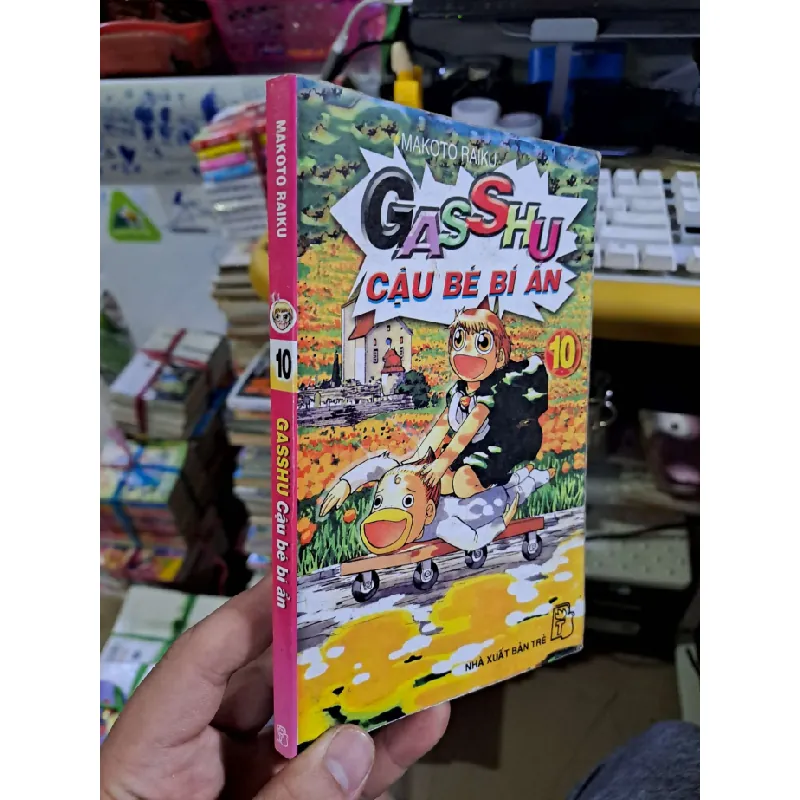 MAKOTO RAIKU
GASSHU
CẬU BÉ BÍ ẨN
10
NHÀ XUẤT BẢN TRẺ
MAKOTO RAIKU
10
GASSHU Cậu bé bí ẩn